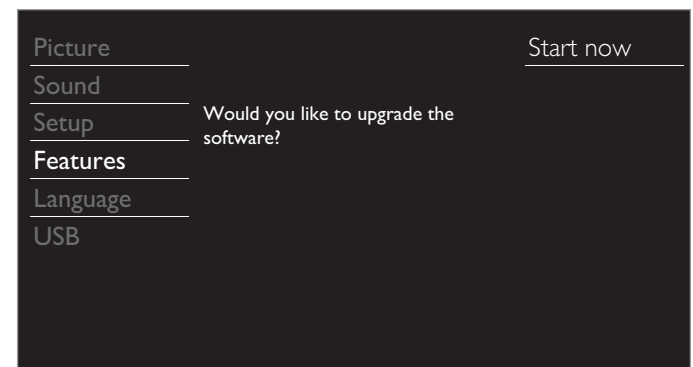 Picture
Sound
Setup
Features
Language
USB
Would you like to upgrade the
software?
Start now